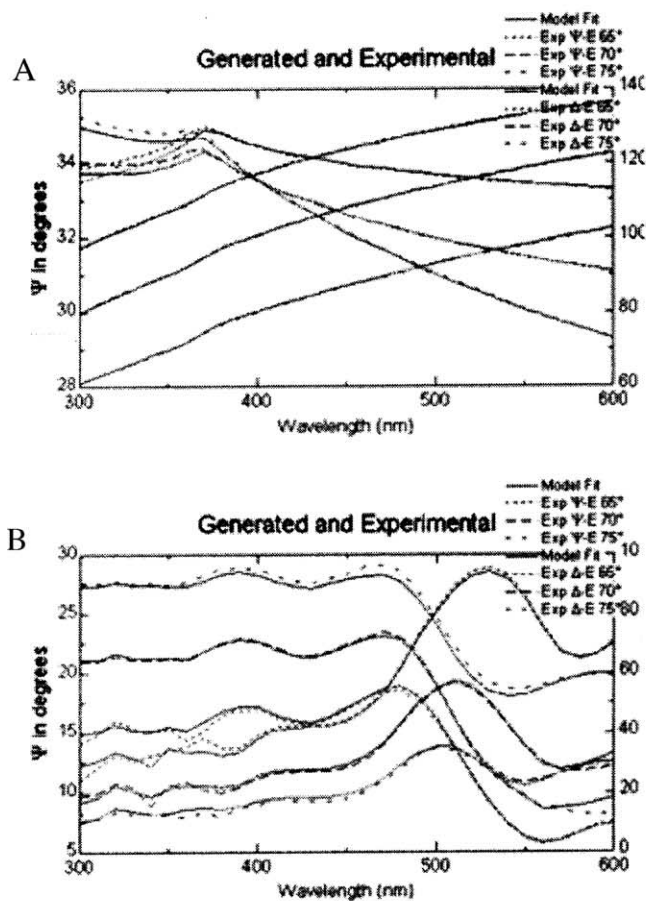 A
Generated and Experimental
Model Fit
Exp Ψ-E 65°
Exp Ψ-E 70°
Exp Ψ-E 75°
Model Fit
Exp Δ-E 65°
Exp Δ-E 70°
Exp Δ-E 75°
36
34
32
30
28
Ψ in degrees
140
120
100
80
60
300
400
500
600
Wavelength (nm)
B
Generated and Experimental
Model Fit
Exp Ψ-E 65°
Exp Ψ-E 70°
Exp Ψ-E 75°
Model Fit
Exp Δ-E 65°
Exp Δ-E 70°
Exp Δ-E 75°
30
25
20
15
10
5
Ψ in degrees
10
80
60
40
20
0
300
400
500
600
Wavelength (nm)